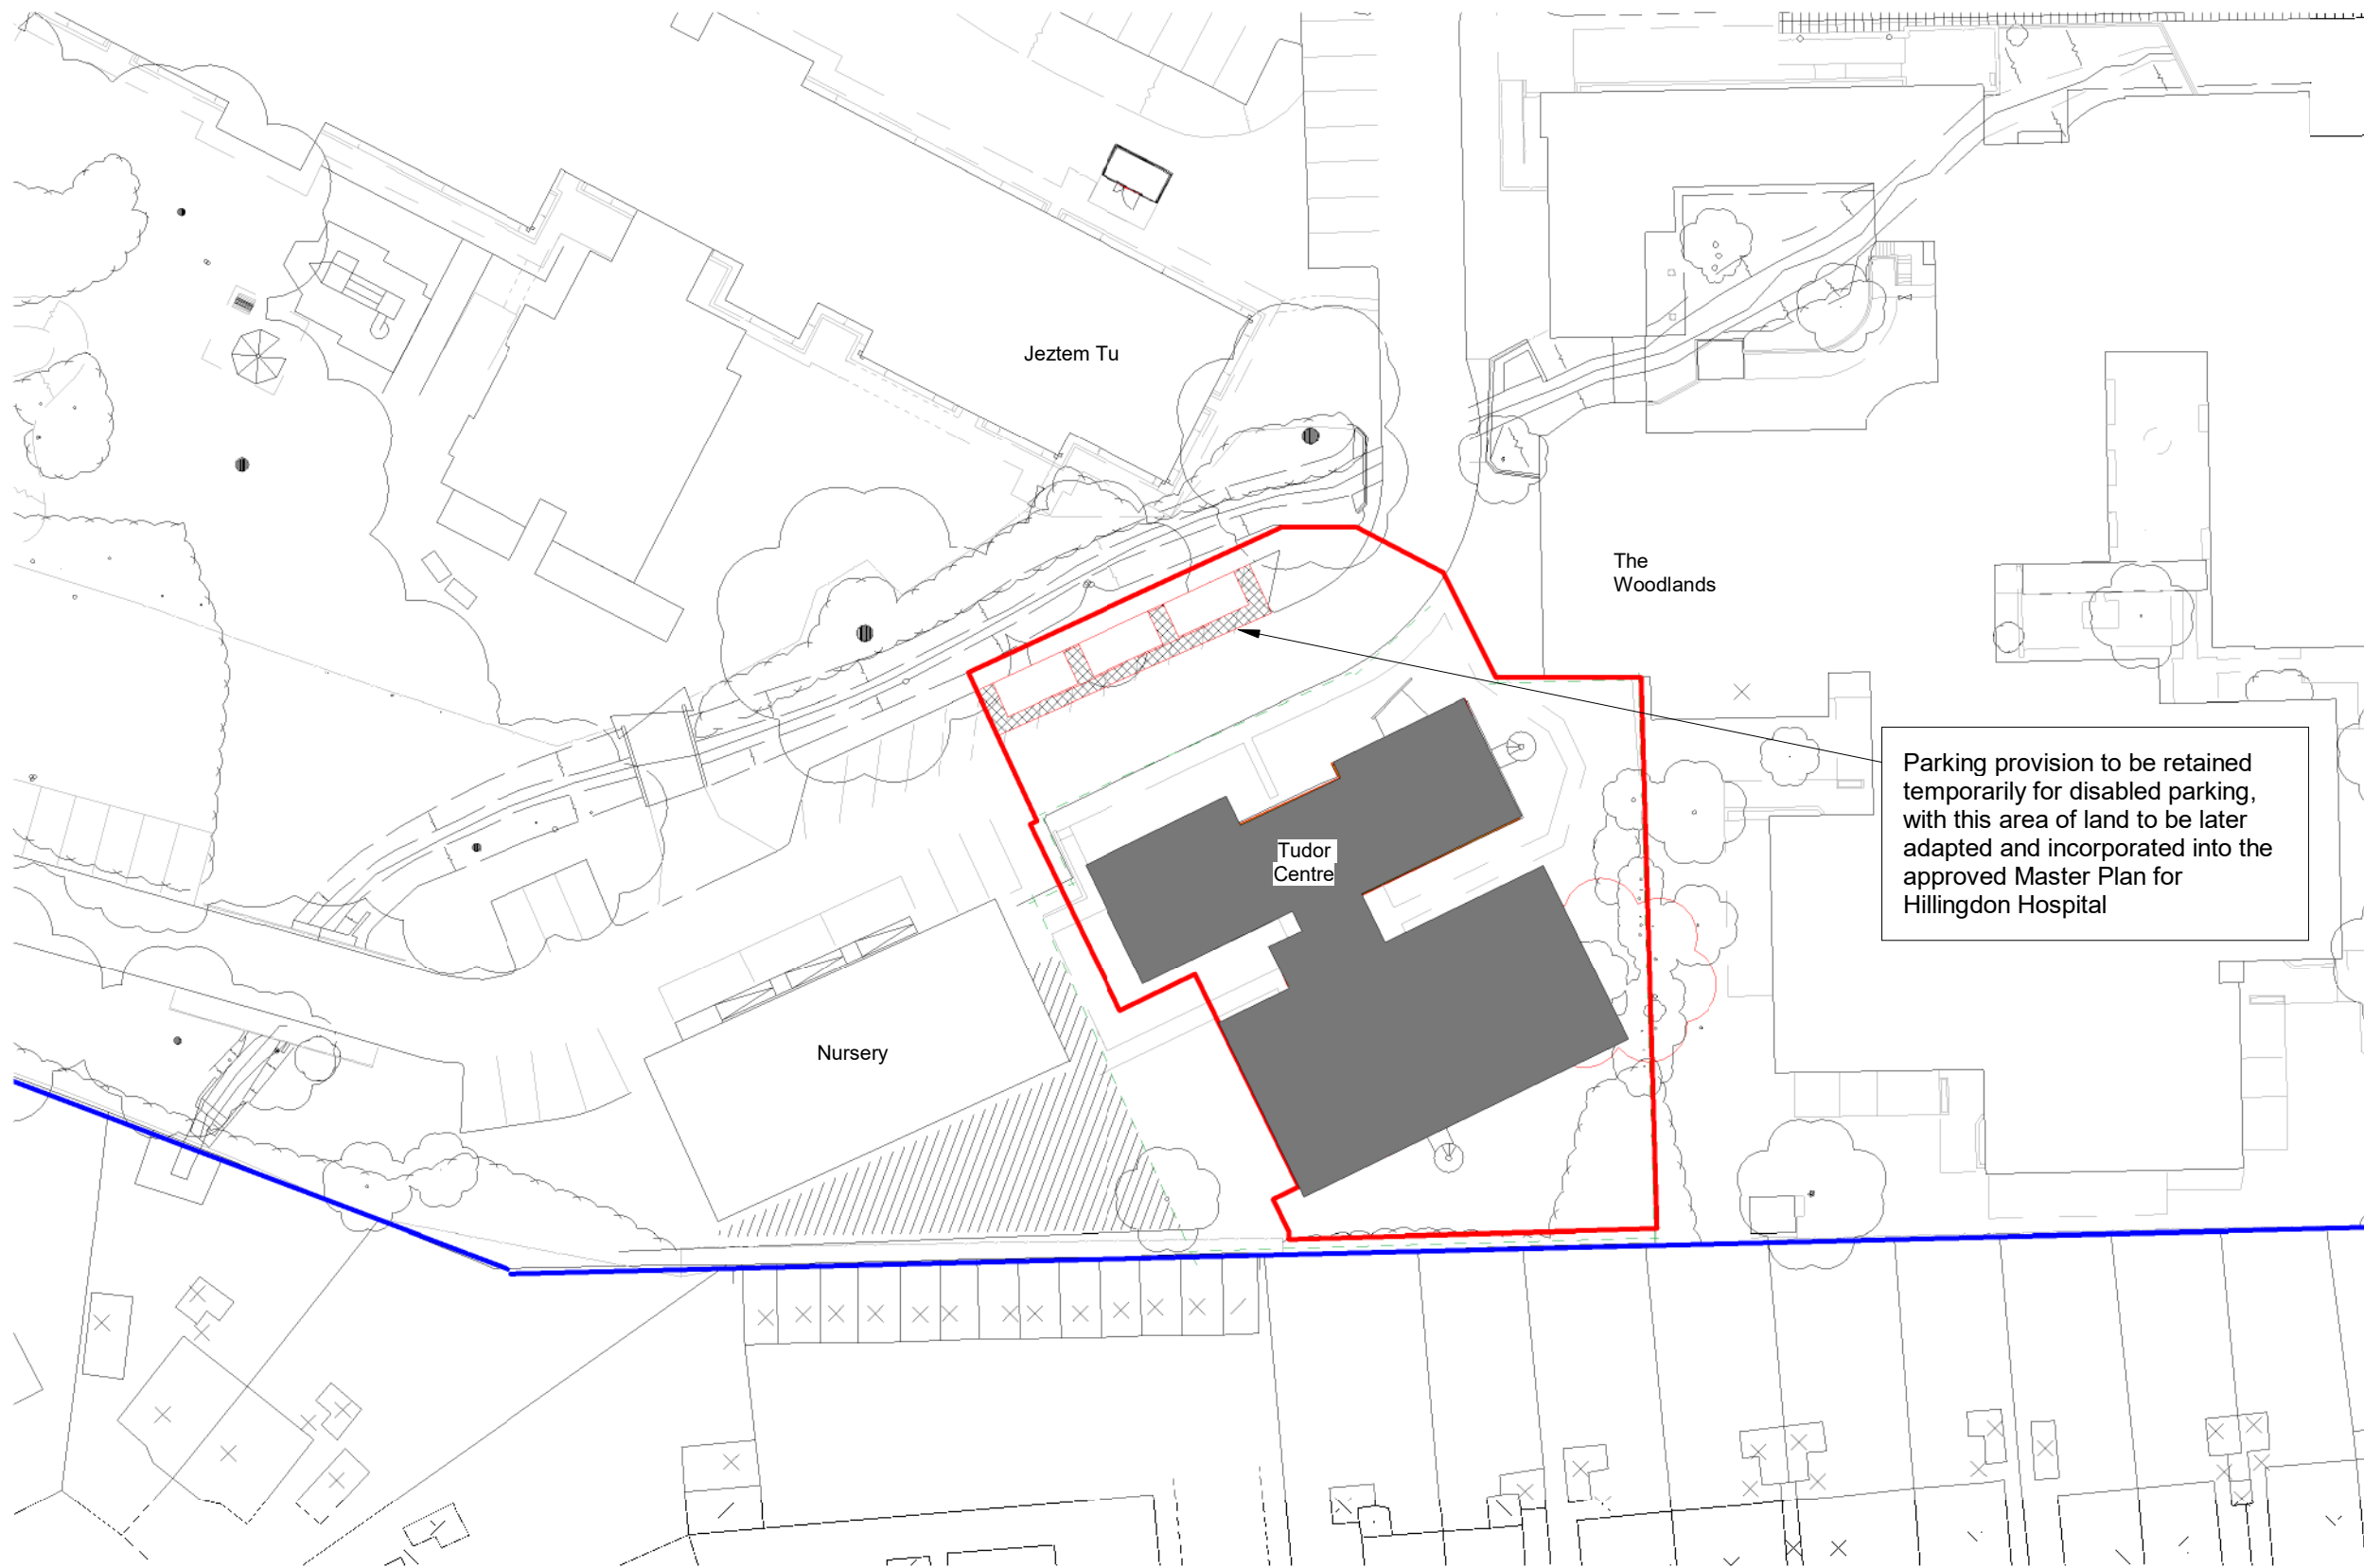 Jeztem Tu
The
Woodlands
Parking provision to be retained
temporarily for disabled parking,
with this area of land to be later
adapted and incorporated into the
approved Master Plan for
Hillingdon Hospital
Tudor
Centre
Nursery